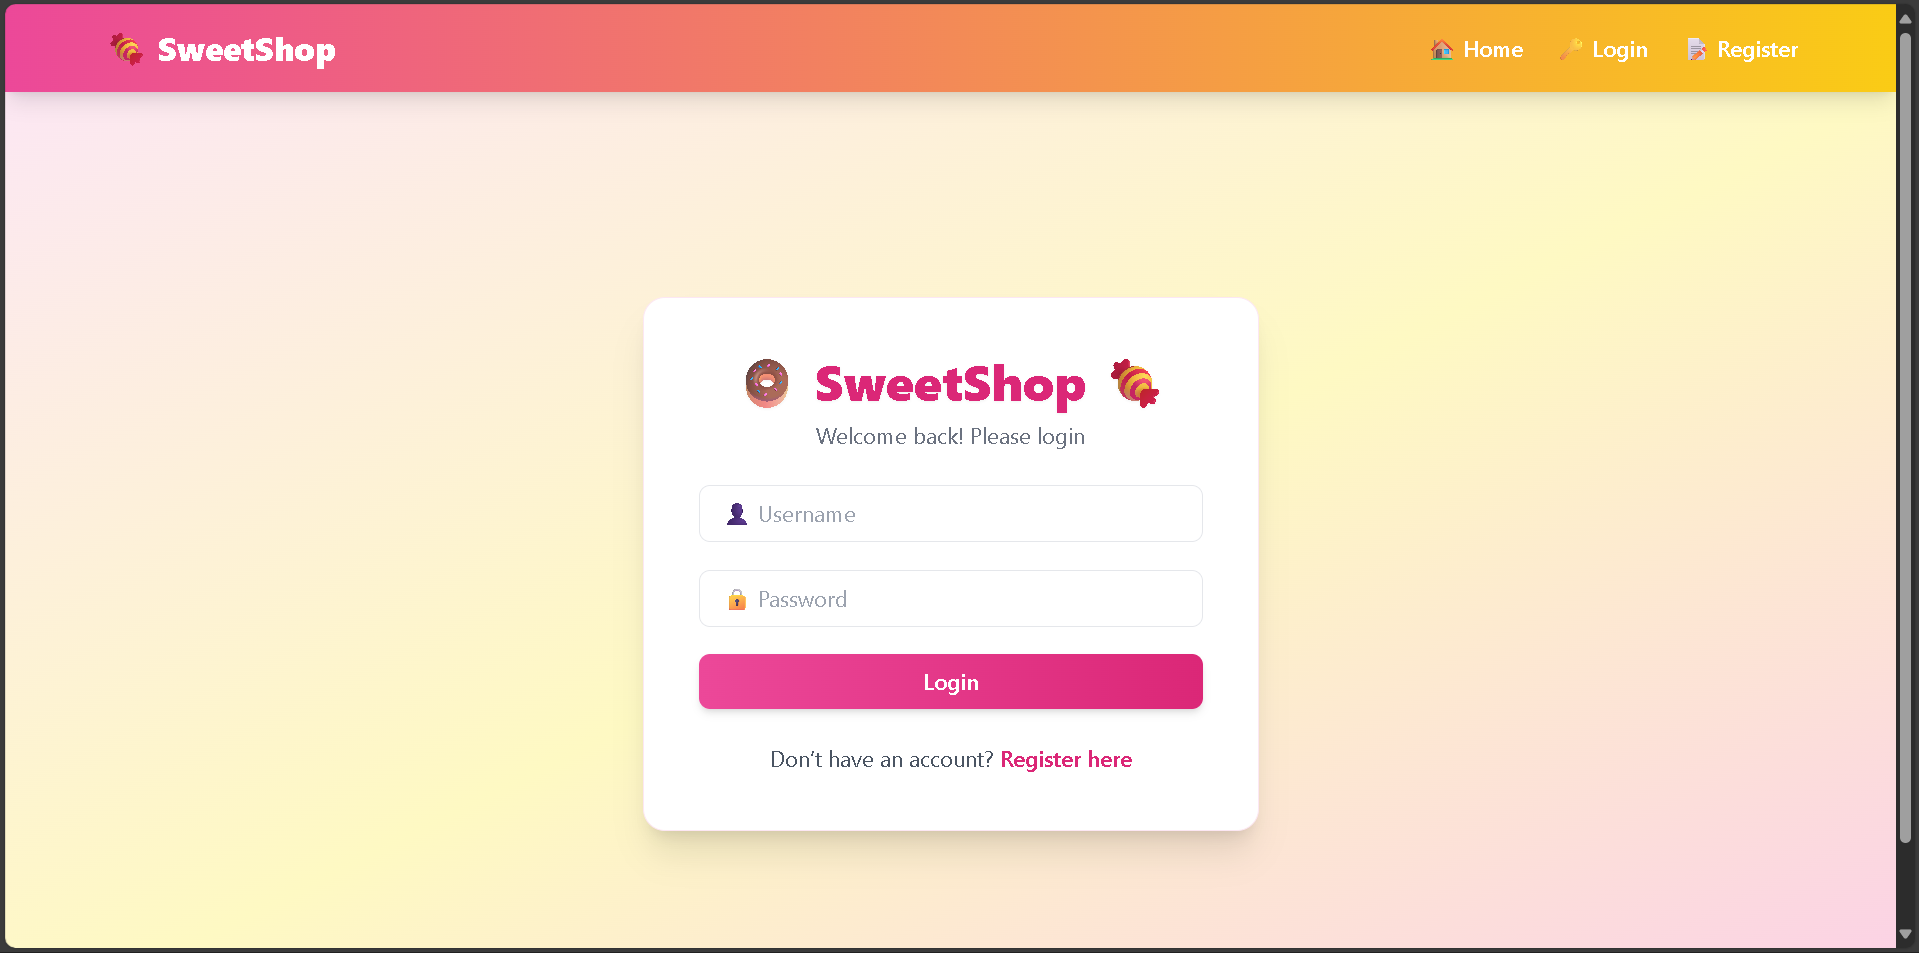 SweetShop
Home
Login
Register
SweetShop
Welcome back! Please login
Username
Password
Login
Don’t have an account? Register here